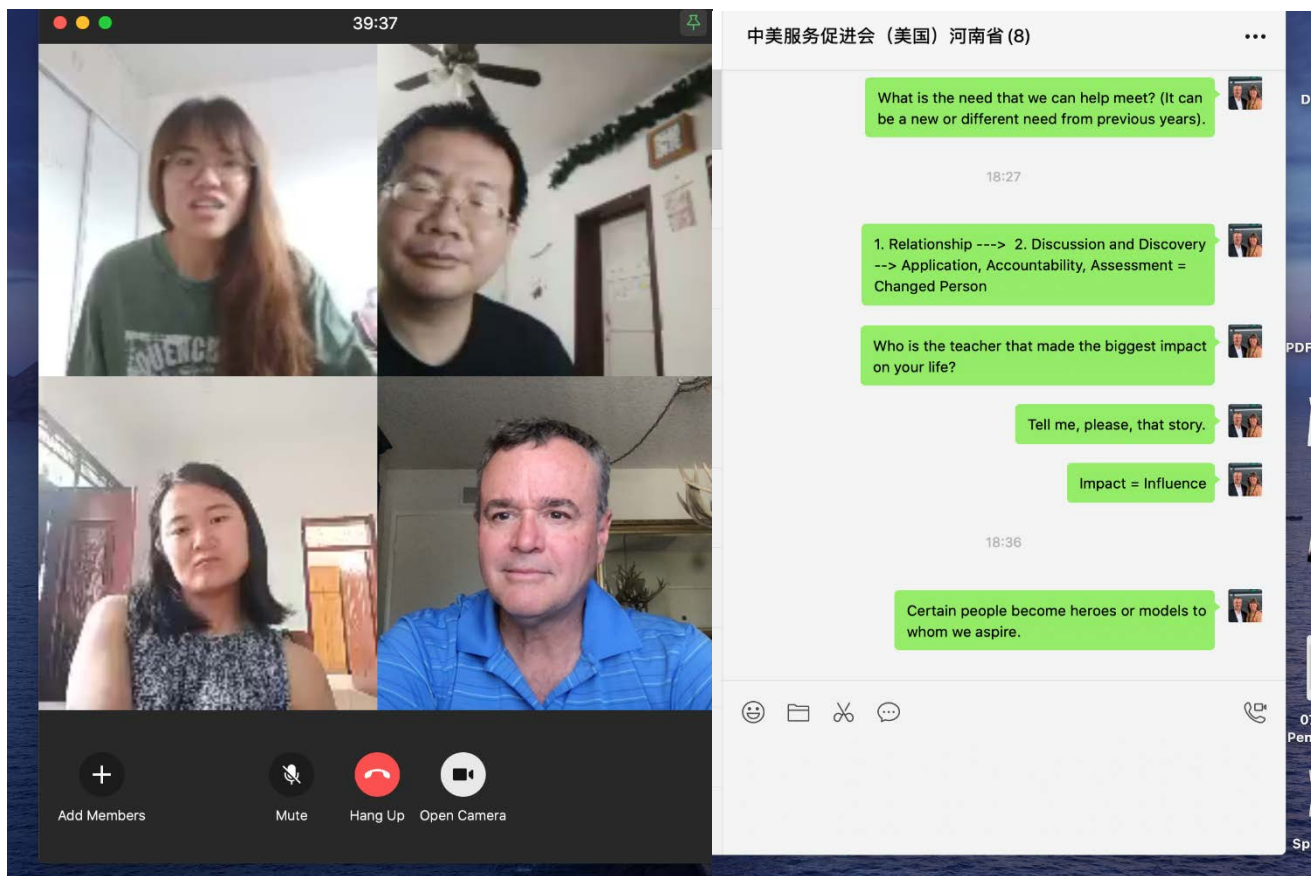 39:37
QUENC
Add Members
Mute
Hang Up
Open Camera
中美服务促进会（美国）河南省 (8)
What is the need that we can help meet? (It can
be a new or different need from previous years).
18:27
1. Relationship ---> 2. Discussion and Discovery
--> Application, Accountability, Assessment =
Changed Person
Who is the teacher that made the biggest impact
on your life?
Tell me, please, that story.
Impact = Influence
18:36
Certain people become heroes or models to
whom we aspire.
D
PDF
Pen
Sp